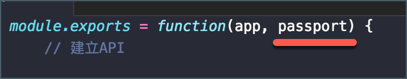 module.exports = function(app, passport) {
// 建立API